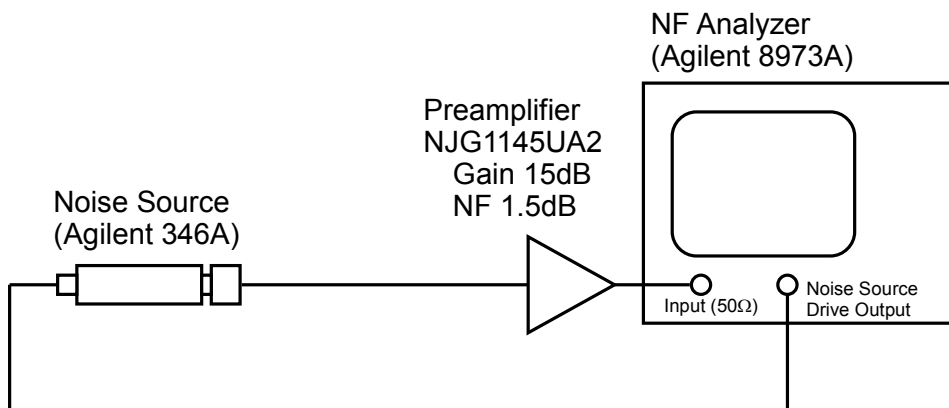 NF Analyzer
(Agilent 8973A)
Preamplifier
NJG1145UA2
Gain 15dB
NF 1.5dB
Noise Source
(Agilent 346A)
Input (50Ω)
Noise Source
Drive Output